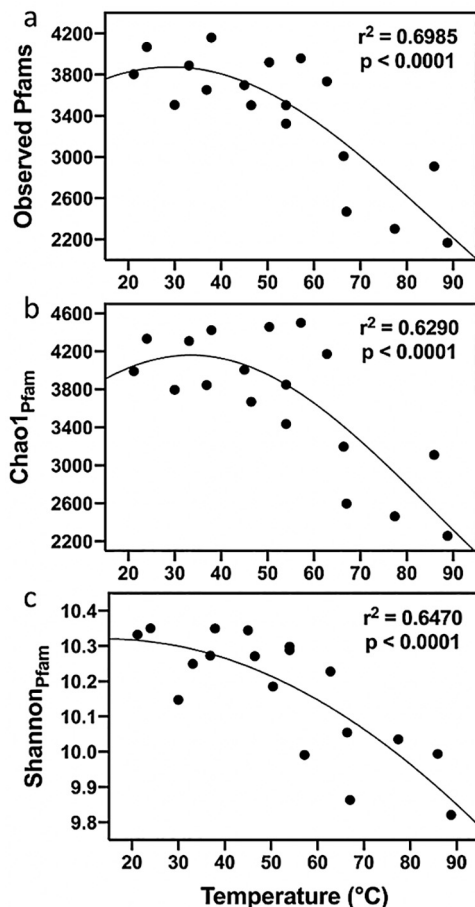 a
r² = 0.6985
p < 0.0001
Observed Pfams
4200
3800
3400
3000
2600
2200
20 30 40 50 60 70 80 90
b
r² = 0.6290
p < 0.0001
Chao1Pfam
4600
4200
3800
3400
3000
2600
2200
20 30 40 50 60 70 80 90
c
r² = 0.6470
p < 0.0001
ShannonPfam
10.4
10.3
10.2
10.1
10.0
9.9
9.8
20 30 40 50 60 70 80 90
Temperature (°C)